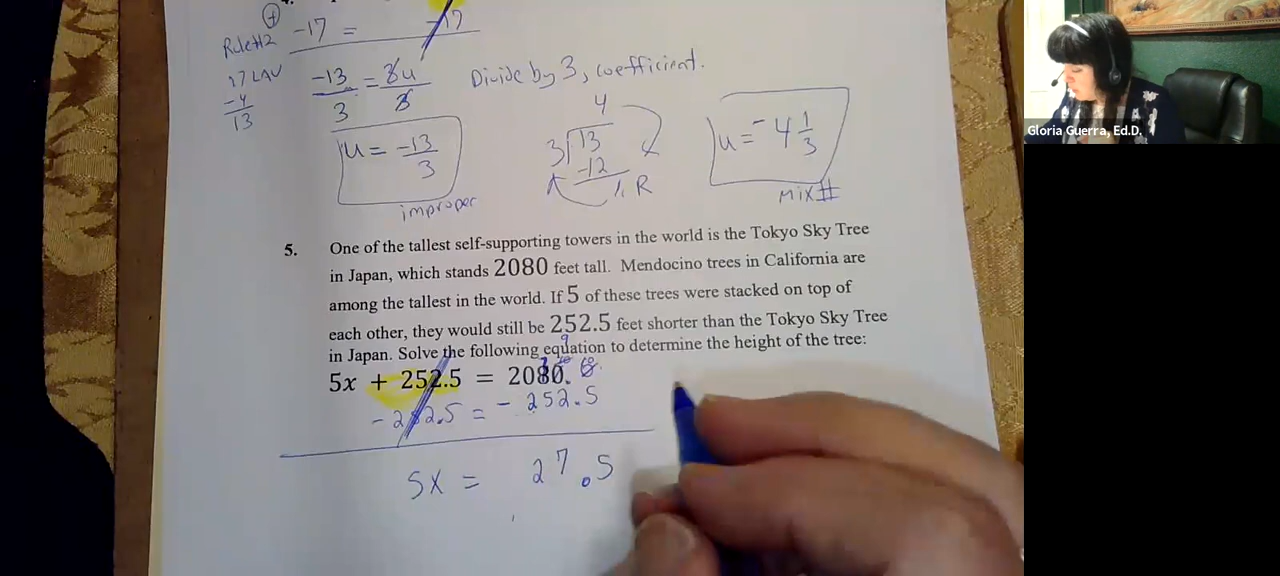 -17 = -17
Rule#2
17 LAV
-4
13
-13 = 3u
3 3
Divide by 3, coefficient.
u = -13
3
improper
4
3 13
-12
1 R
u = -4 1
3
Mix #
5. One of the tallest self-supporting towers in the world is the Tokyo Sky Tree
in Japan, which stands 2080 feet tall. Mendocino trees in California are
among the tallest in the world. If 5 of these trees were stacked on top of
each other, they would still be 252.5 feet shorter than the Tokyo Sky Tree
in Japan. Solve the following equation to determine the height of the tree:
5x + 252.5 = 2080.
- 252.5 = - 252.5
5x = 27.5
Gloria Guerra, Ed.D.